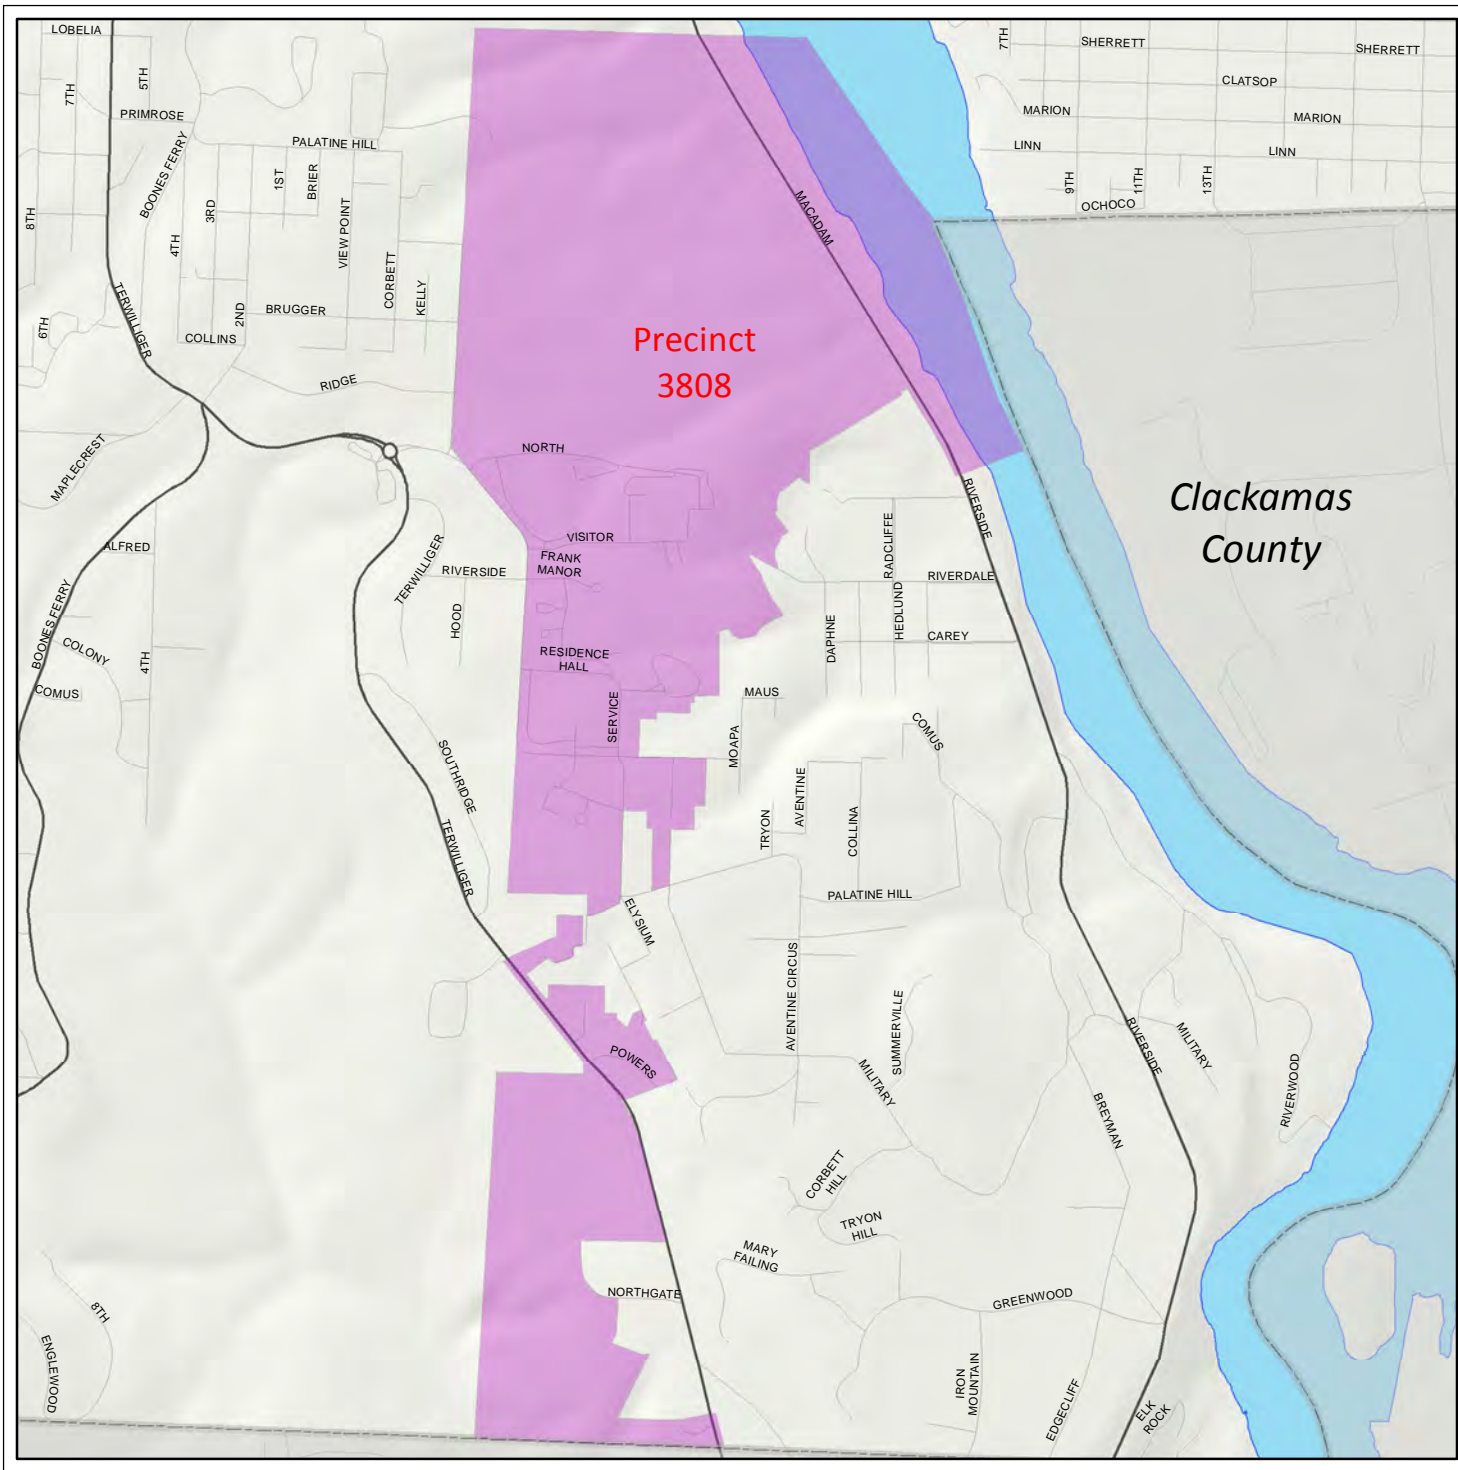 LOBELIA
5TH
7TH
PRIMROSE
BOONES FERRY
PALATINE HILL
1ST
BRIER
3RD
8TH
4TH
VIEW POINT
CORBETT
KELLY
2ND
BRUGGER
TERWILLIGER
6TH
COLLINS
RIDGE
MAPLECREST
7TH
SHERRETT
SHERRETT
CLATSOP
MARION
MARION
LINN
LINN
9TH
11TH
13TH
OCHOCO
MACADAM
Precinct
3808
Clackamas
County
NORTH
VISITOR
FRANK
MANOR
RIVERSIDE
TERWILLIGER
HOOD
ALFRED
BOONES FERRY
COLONY
4TH
COMUS
RESIDENCE
HALL
SERVICE
RIVERSIDE
RADCLIFFE
RIVERDALE
HEDLUND
DAPHNE
CAREY
MAUS
MOAPA
COMUS
SOUTHRIDGE
TERWILLIGER
TRYON
AVENTINE
COLLINA
PALATINE HILL
ELYSIUM
AVENTINE CIRCUS
SUMMERVILLE
MILITARY
POWERS
RIVERSIDE
MILITARY
RIVERWOOD
BREYMAN
CORBETT
HILL
TRYON
HILL
MARY
FAILING
NORTHGATE
GREENWOOD
8TH
ENGLEWOOD
IRON
MOUNTAIN
EDGECLIFF
ELK
ROCK